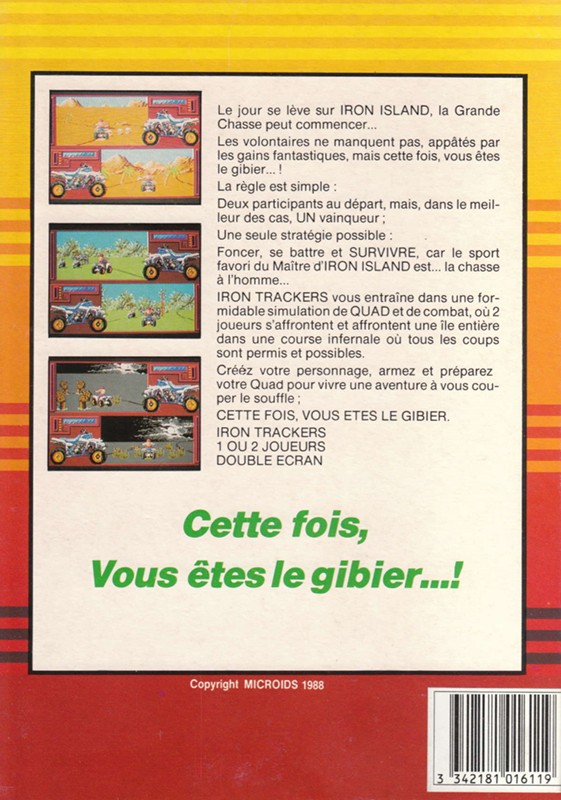 Le jour se lève sur IRON ISLAND, la Grande
Chasse peut commencer...
Les volontaires ne manquent pas, appâtés par
les gains fantastiques, mais cette fois, vous êtes
le gibier... !
La règle est simple :
Deux participants au départ, mais, dans le meil-
leur des cas, UN vainqueur ;
Une seule stratégie possible :
Foncer, se battre et SURVIVRE, car le sport
favori du Maître d'IRON ISLAND est... la chasse
à l'homme...
IRON TRACKERS vous entraîne dans une for-
midable simulation de QUAD et de combat, où 2
joueurs s'affrontent et affrontent une île entière
dans une course infernale où tous les coups
sont permis et possibles.
Créez votre personnage, armez et préparez
votre Quad pour vivre une aventure à vous cou-
per le souffle ;
CETTE FOIS, VOUS ETES LE GIBIER.
IRON TRACKERS
1 OU 2 JOUEURS
DOUBLE ECRAN
Cette fois,
Vous êtes le gibier...!
Copyright MICROIDS 1988
3 342181 016119